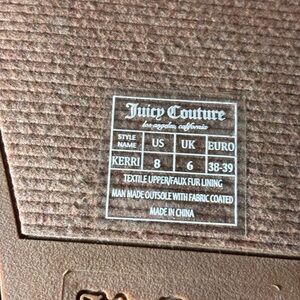 Juicy Couture
los angeles, california
STYLE NAME US UK EURO
KERRI 8 6 38-39
TEXTILE UPPER/FAUX FUR LINING
MAN MADE OUTSOLE WITH FABRIC COATED
MADE IN CHINA